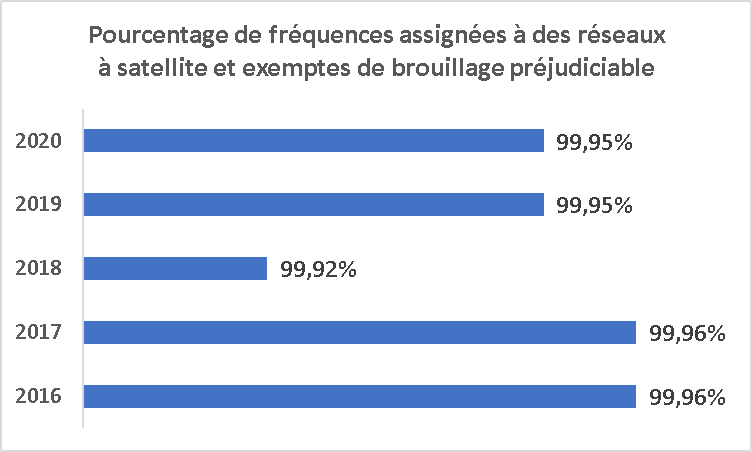 Pourcentage de fréquences assignées à des réseaux
à satellite et exemptes de brouillage préjudiciable
2020 99,95%
2019 99,95%
2018 99,92%
2017 99,96%
2016 99,96%